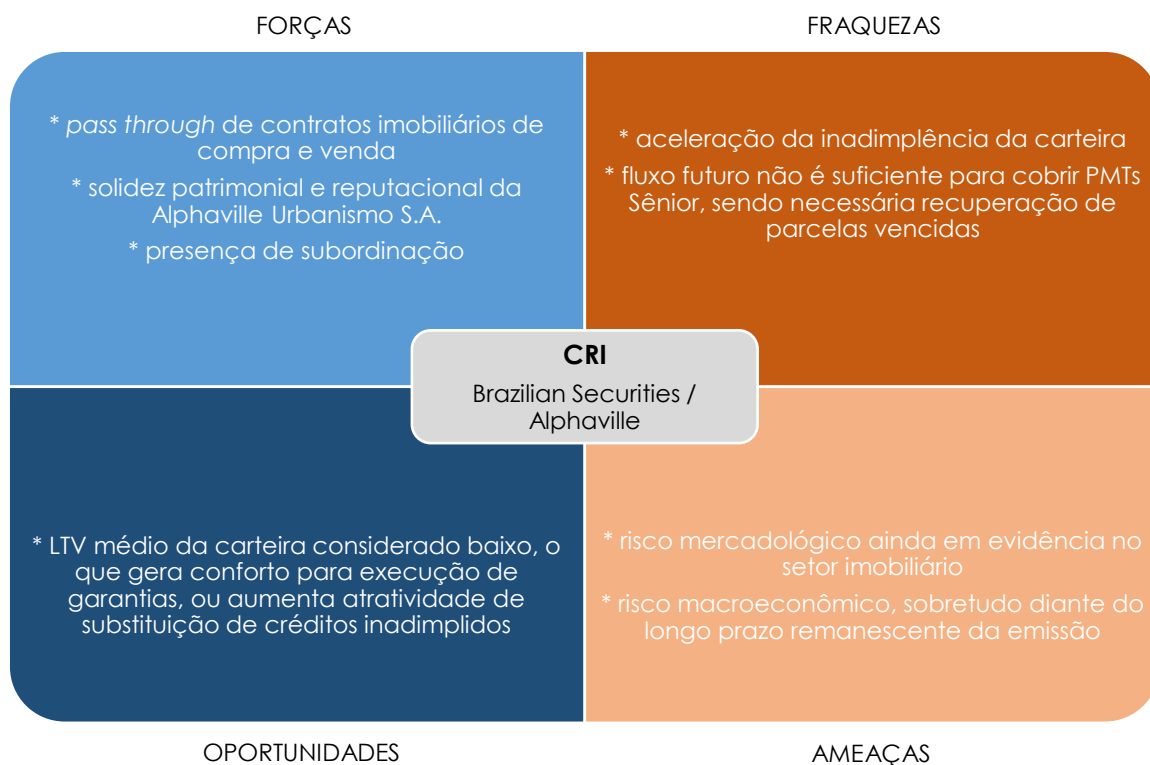 FORÇAS
FRAQUEZAS
* pass through de contratos imobiliários de
compra e venda
* solidez patrimonial e reputacional da
Alphaville Urbanismo S.A.
* presença de subordinação
* aceleração da inadimplência da carteira
* fluxo futuro não é suficiente para cobrir PMTs
Sênior, sendo necessária recuperação de
parcelas vencidas
CRI
Brazilian Securities /
Alphaville
* LTV médio da carteira considerado baixo, o
que gera conforto para execução de
garantias, ou aumenta atratividade de
substituição de créditos inadimplidos
* risco mercadológico ainda em evidência no
setor imobiliário
* risco macroeconômico, sobretudo diante do
longo prazo remanescente da emissão
OPORTUNIDADES
AMEAÇAS